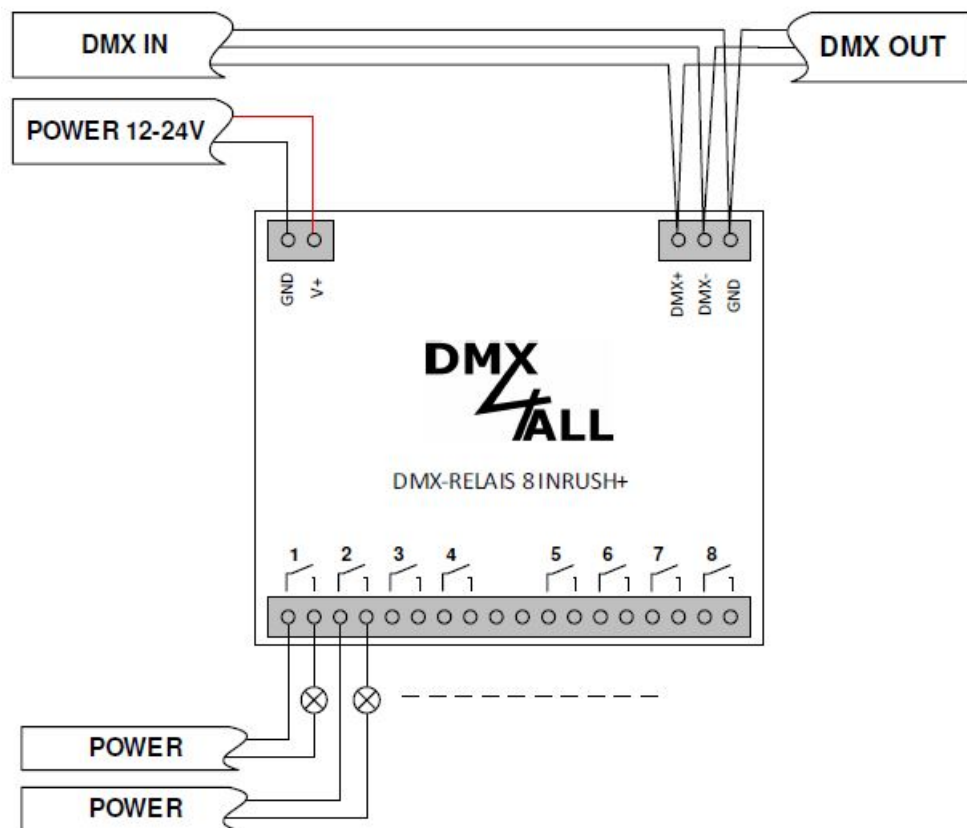 DMX IN
DMX OUT
POWER 12-24V
GND
V+
DMX+
DMX-
GND
DMX
4ALL
DMX-RELAIS 8 INRUSH+
1 2 3 4 5 6 7 8
POWER
POWER